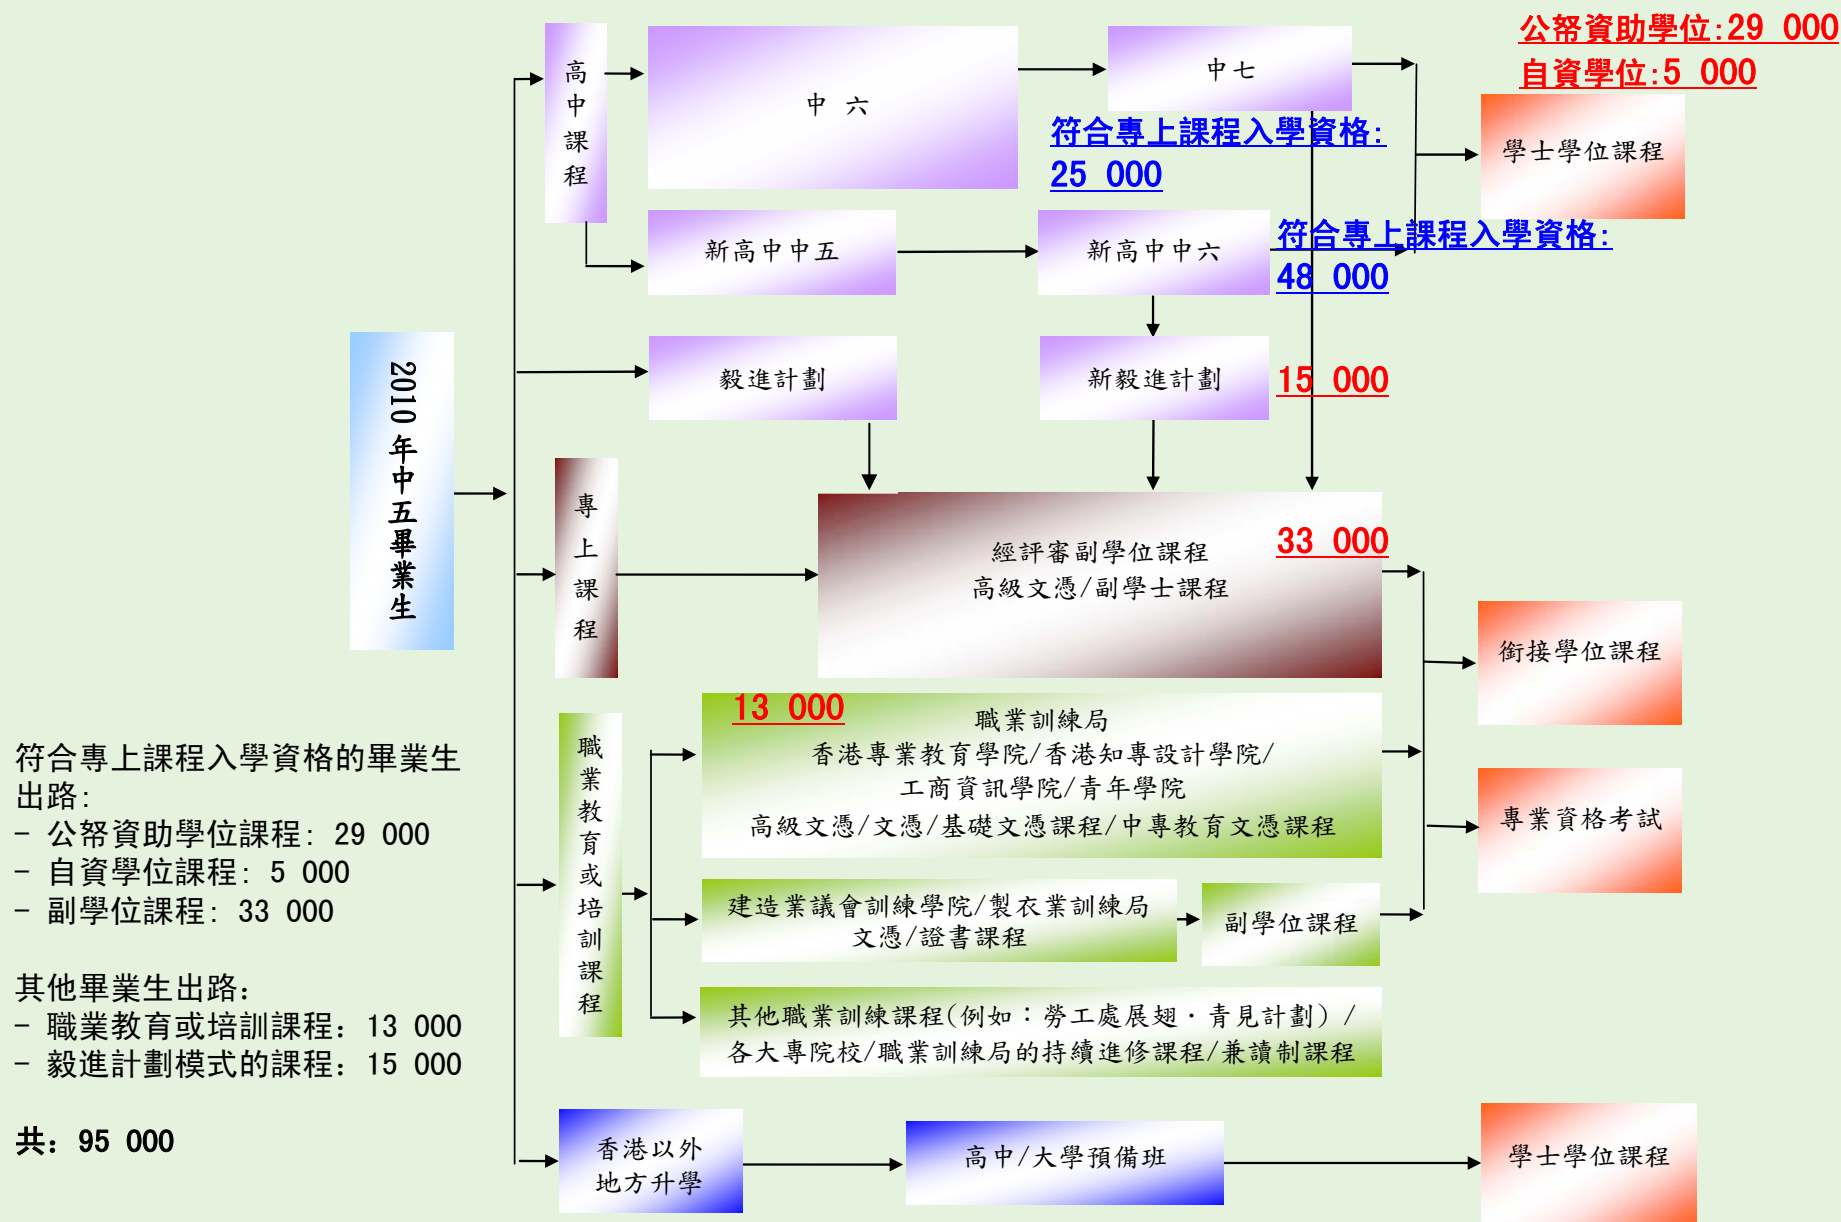 公帑資助學位:29 000
自資學位:5 000
高中課程
中 六
中七
符合專上課程入學資格:
25 000
學士學位課程
新高中中五
新高中中六
符合專上課程入學資格:
48 000
2010 年中五畢業生
毅進計劃
新毅進計劃
15 000
專上課程
經評審副學位課程
高級文憑/副學士課程
33 000
銜接學位課程
專業資格考試
職業教育或培訓課程
13 000
職業訓練局
香港專業教育學院/香港知專設計學院/
工商資訊學院/青年學院
高級文憑/文憑/基礎文憑課程/中專教育文憑課程
建造業議會訓練學院/製衣業訓練局
文憑/證書課程
副學位課程
其他職業訓練課程(例如：勞工處展翅・青見計劃) /
各大專院校/職業訓練局的持續進修課程/兼讀制課程
香港以外
地方升學
高中/大學預備班
學士學位課程
符合專上課程入學資格的畢業生
出路:
- 公帑資助學位課程: 29 000
- 自資學位課程: 5 000
- 副學位課程: 33 000
其他畢業生出路:
- 職業教育或培訓課程: 13 000
- 毅進計劃模式的課程: 15 000
共: 95 000